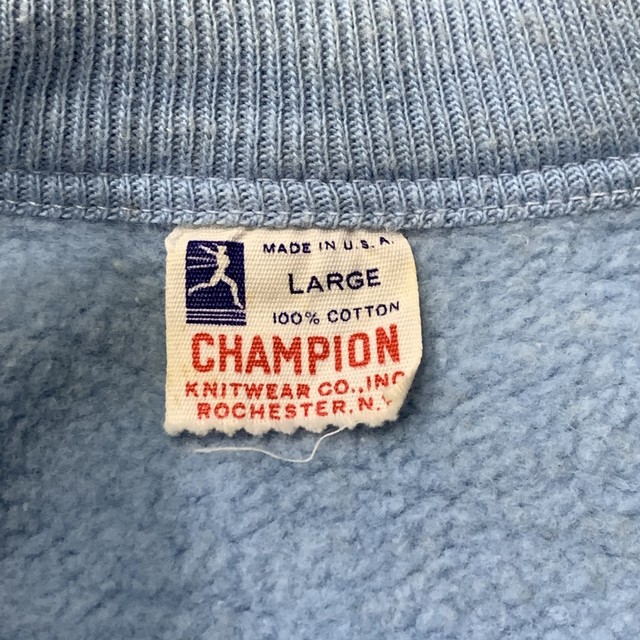 MADE IN U.S.A.
LARGE
100% COTTON
CHAMPION
KNITWEAR CO., INC
ROCHESTER, N.Y